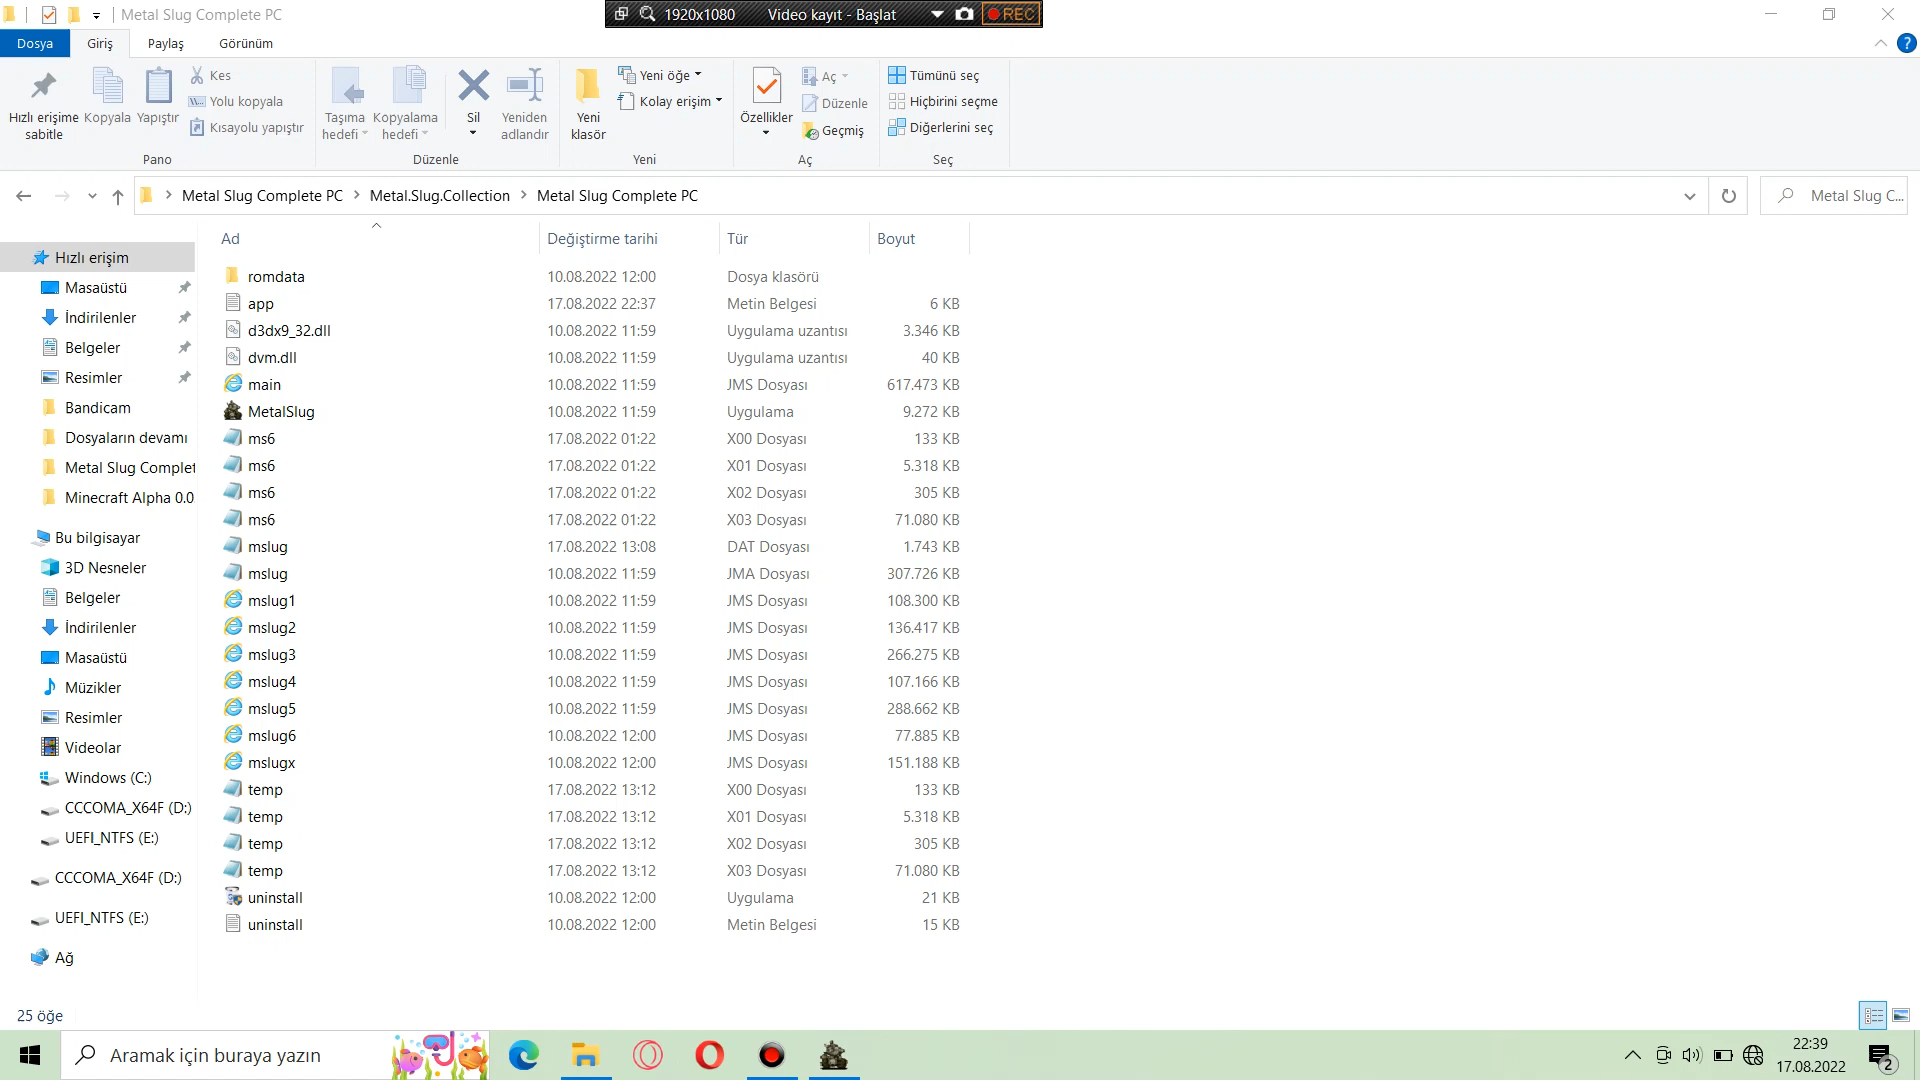 Metal Slug Complete PC
1920x1080 Video kayıt - Başlat REC
Dosya Giriş Paylaş Görünüm
Hızlı erişime sabitle
Kopyala
Yapıştır
Kes
Yolu kopyala
Kısayolu yapıştır
Pano
Taşıma hedefi
Kopyalama hedefi
Sil
Yeniden adlandır
Düzenle
Yeni klasör
Yeni öğe
Kolay erişim
Yeni
Özellikler
Aç
Düzenle
Geçmiş
Aç
Tümünü seç
Hiçbirini seçme
Diğerlerini seç
Seç
Metal Slug Complete PC Metal.Slug.Collection Metal Slug Complete PC
Metal Slug C...
Hızlı erişim
Masaüstü
İndirilenler
Belgeler
Resimler
Bandicam
Dosyaların devamı
Metal Slug Complet
Minecraft Alpha 0.0
Bu bilgisayar
3D Nesneler
Belgeler
İndirilenler
Masaüstü
Müzikler
Resimler
Videolar
Windows (C:)
CCCOMA_X64F (D:)
UEFI_NTFS (E:)
CCCOMA_X64F (D:)
UEFI_NTFS (E:)
Ağ
Ad Değiştirme tarihi Tür Boyut
romdata 10.08.2022 12:00 Dosya klasörü
app 17.08.2022 22:37 Metin Belgesi 6 KB
d3dx9_32.dll 10.08.2022 11:59 Uygulama uzantısı 3.346 KB
dvm.dll 10.08.2022 11:59 Uygulama uzantısı 40 KB
main 10.08.2022 11:59 JMS Dosyası 617.473 KB
MetalSlug 10.08.2022 11:59 Uygulama 9.272 KB
ms6 17.08.2022 01:22 X00 Dosyası 133 KB
ms6 17.08.2022 01:22 X01 Dosyası 5.318 KB
ms6 17.08.2022 01:22 X02 Dosyası 305 KB
ms6 17.08.2022 01:22 X03 Dosyası 71.080 KB
mslug 17.08.2022 13:08 DAT Dosyası 1.743 KB
mslug 10.08.2022 11:59 JMA Dosyası 307.726 KB
mslug1 10.08.2022 11:59 JMS Dosyası 108.300 KB
mslug2 10.08.2022 11:59 JMS Dosyası 136.417 KB
mslug3 10.08.2022 11:59 JMS Dosyası 266.275 KB
mslug4 10.08.2022 11:59 JMS Dosyası 107.166 KB
mslug5 10.08.2022 11:59 JMS Dosyası 288.662 KB
mslug6 10.08.2022 12:00 JMS Dosyası 77.885 KB
mslugx 10.08.2022 12:00 JMS Dosyası 151.188 KB
temp 17.08.2022 13:12 X00 Dosyası 133 KB
temp 17.08.2022 13:12 X01 Dosyası 5.318 KB
temp 17.08.2022 13:12 X02 Dosyası 305 KB
temp 17.08.2022 13:12 X03 Dosyası 71.080 KB
uninstall 10.08.2022 12:00 Uygulama 21 KB
uninstall 10.08.2022 12:00 Metin Belgesi 15 KB
25 öğe
Aramak için buraya yazın
22:39
17.08.2022
2